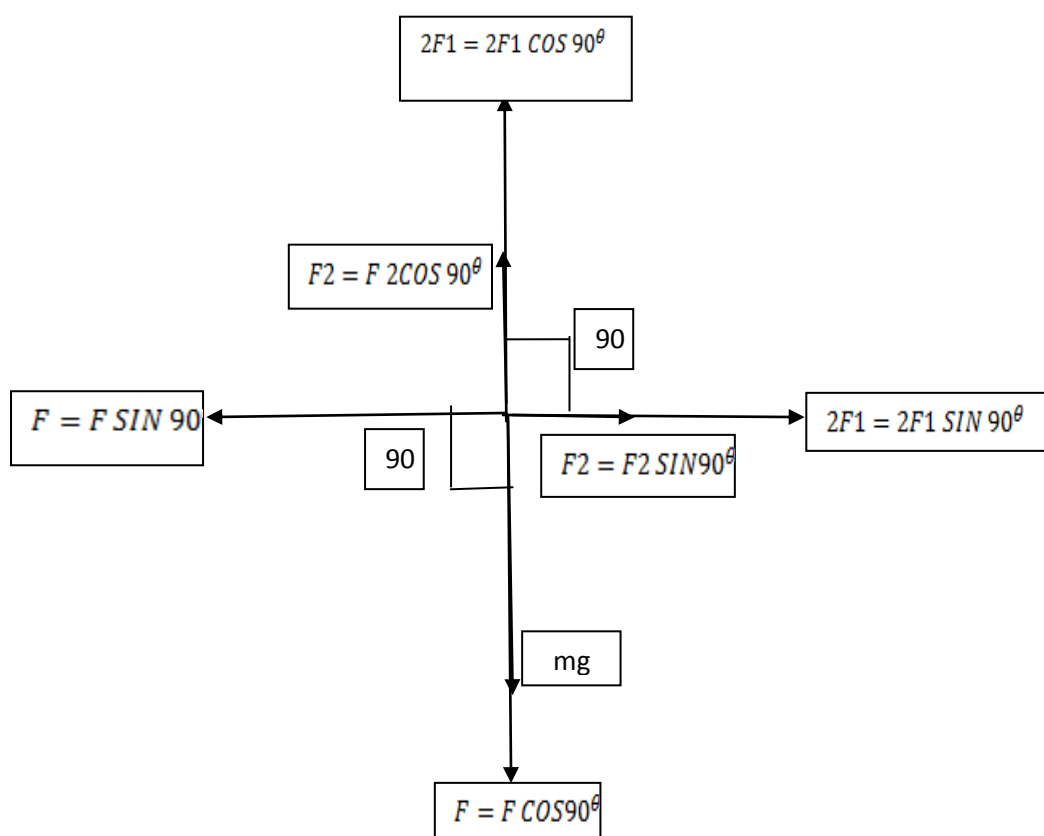 2F1 = 2F1 COS 90^θ
F2 = F 2COS 90^θ
90
F = F SIN 90
2F1 = 2F1 SIN 90^θ
90
F2 = F2 SIN90^θ
mg
F = F COS90^θ